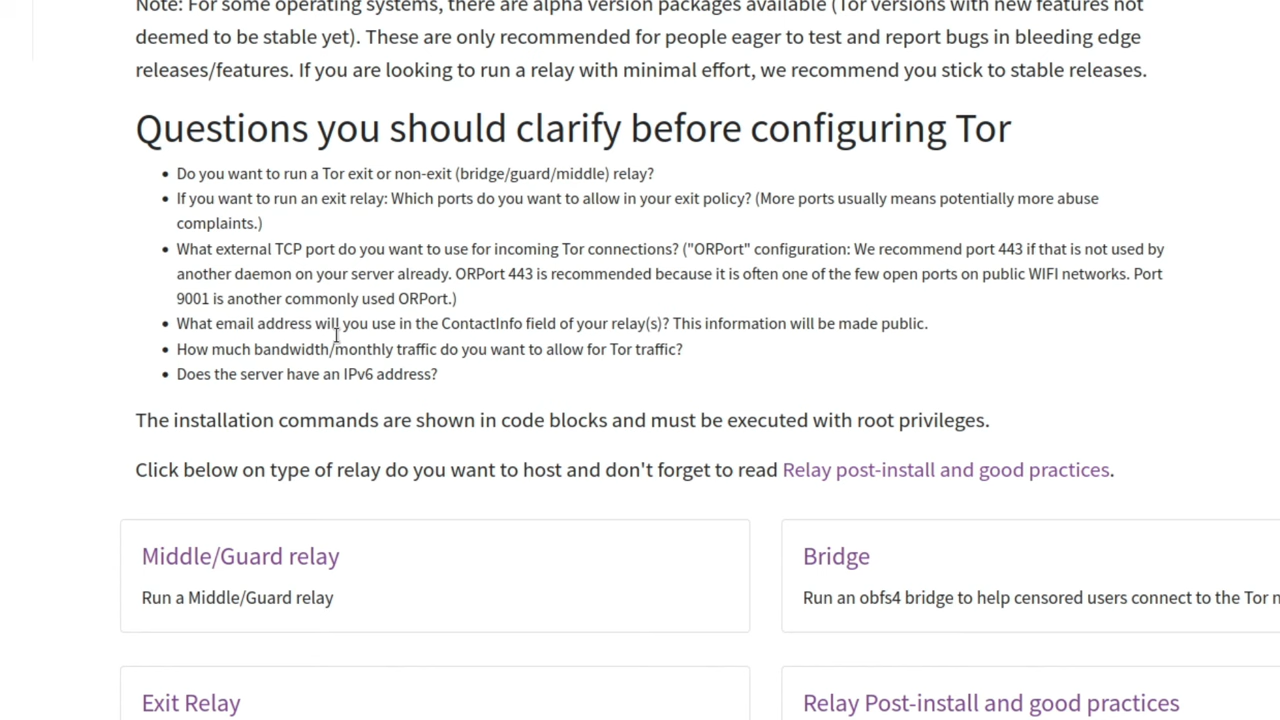 Note: For some operating systems, there are alpha version packages available (Tor versions with new features not
deemed to be stable yet). These are only recommended for people eager to test and report bugs in bleeding edge
releases/features. If you are looking to run a relay with minimal effort, we recommend you stick to stable releases.
Questions you should clarify before configuring Tor
• Do you want to run a Tor exit or non-exit (bridge/guard/middle) relay?
• If you want to run an exit relay: Which ports do you want to allow in your exit policy? (More ports usually means potentially more abuse
complaints.)
• What external TCP port do you want to use for incoming Tor connections? ("ORPort" configuration: We recommend port 443 if that is not used by
another daemon on your server already. ORPort 443 is recommended because it is often one of the few open ports on public WIFI networks. Port
9001 is another commonly used ORPort.)
• What email address will you use in the ContactInfo field of your relay(s)? This information will be made public.
• How much bandwidth/monthly traffic do you want to allow for Tor traffic?
• Does the server have an IPv6 address?
The installation commands are shown in code blocks and must be executed with root privileges.
Click below on type of relay do you want to host and don't forget to read Relay post-install and good practices.
Middle/Guard relay
Run a Middle/Guard relay
Bridge
Run an obfs4 bridge to help censored users connect to the Tor
Exit Relay
Relay Post-install and good practices